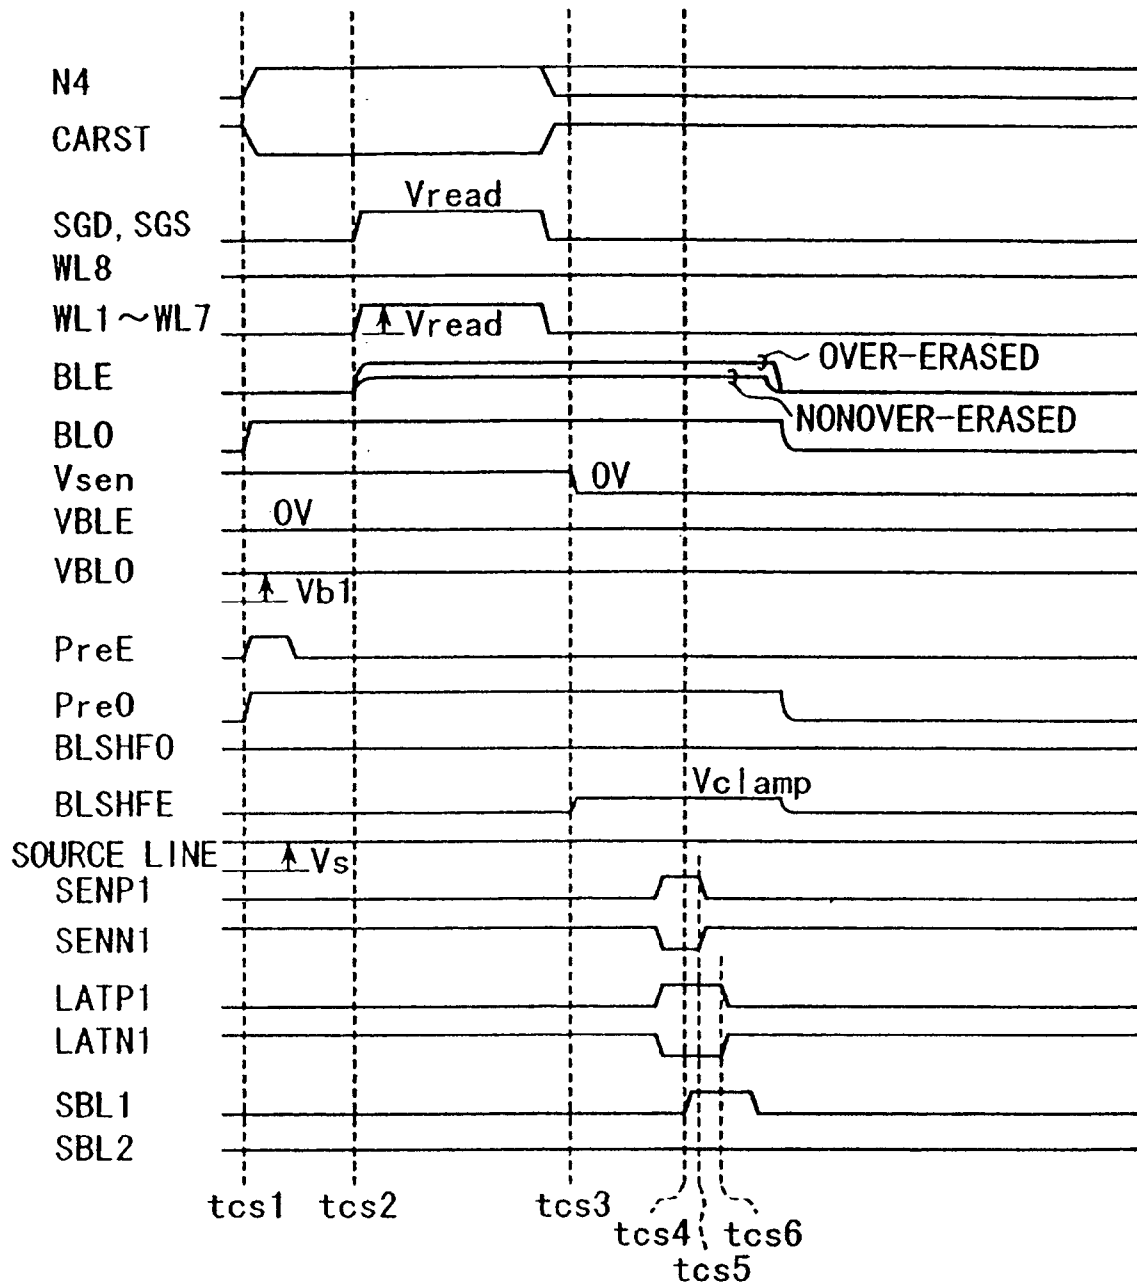 N4
CARST
Vread
SGD, SGS
WL8
WL1～WL7
Vread
OVER-ERASED
BLE
NONOVER-ERASED
BLO
Vsen
0V
VBLE
0V
VBLO
Vb1
PreE
PreO
BLSHFO
Vclamp
BLSHFE
SOURCE LINE
Vs
SENP1
SENN1
LATP1
LATN1
SBL1
SBL2
tcs1 tcs2 tcs3
tcs4 tcs6
tcs5